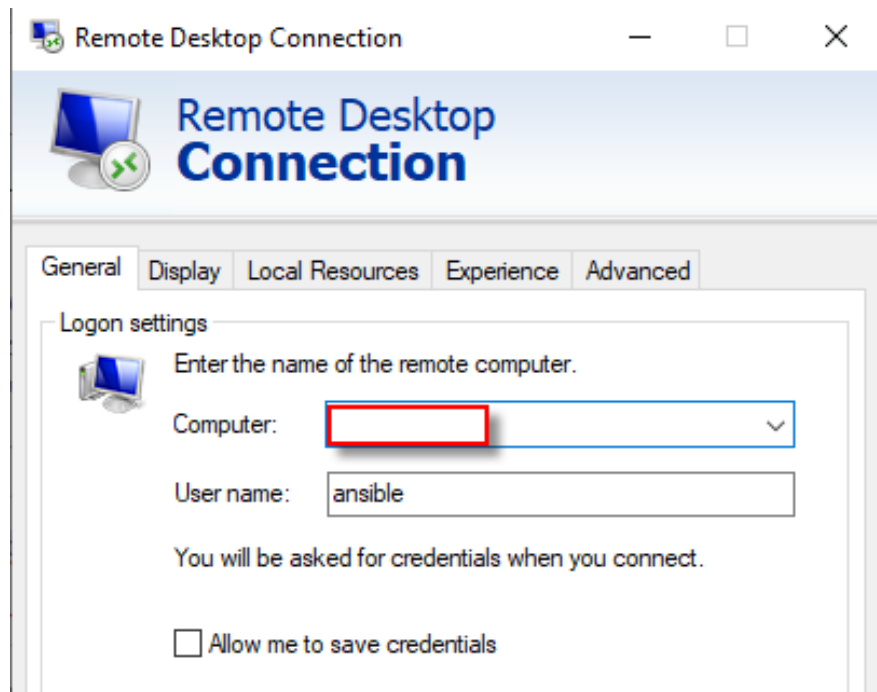 Remote Desktop Connection
Remote Desktop
Connection
General Display Local Resources Experience Advanced
Logon settings
Enter the name of the remote computer.
Computer:
User name: ansible
You will be asked for credentials when you connect.
Allow me to save credentials